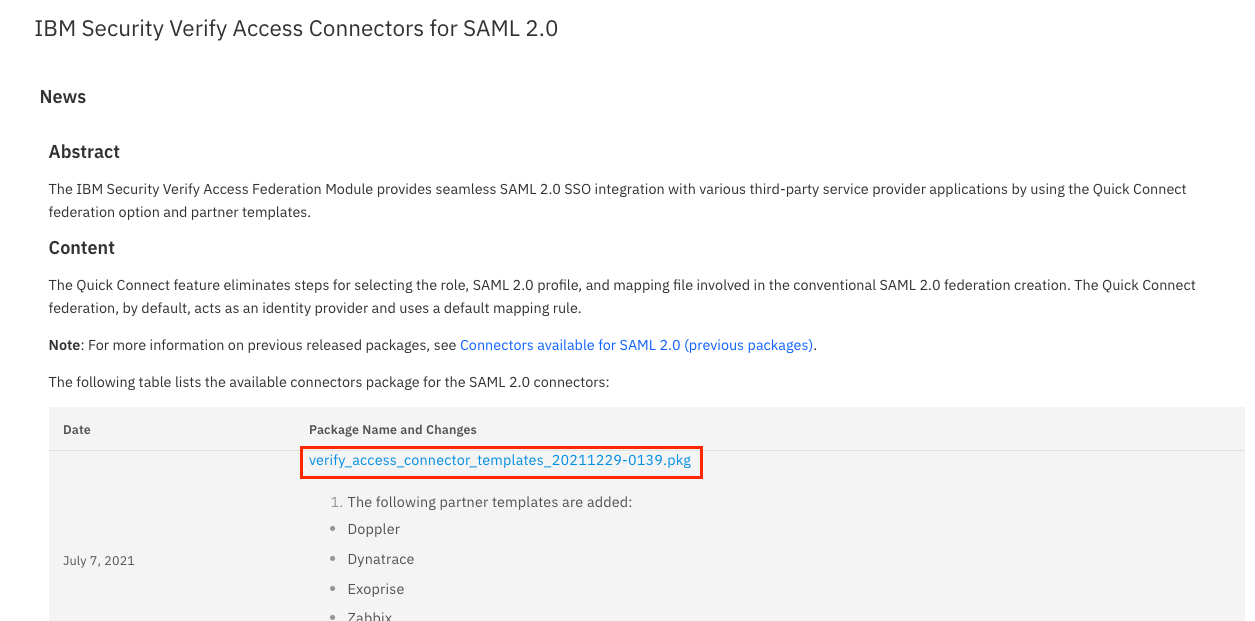 IBM Security Verify Access Connectors for SAML 2.0
News
Abstract
The IBM Security Verify Access Federation Module provides seamless SAML 2.0 SSO integration with various third-party service provider applications by using the Quick Connect
federation option and partner templates.
Content
The Quick Connect feature eliminates steps for selecting the role, SAML 2.0 profile, and mapping file involved in the conventional SAML 2.0 federation creation. The Quick Connect
federation, by default, acts as an identity provider and uses a default mapping rule.
Note: For more information on previous released packages, see Connectors available for SAML 2.0 (previous packages).
The following table lists the available connectors package for the SAML 2.0 connectors:
Date Package Name and Changes
verify_access_connector_templates_20211229-0139.pkg
1. The following partner templates are added:
• Doppler
• Dynatrace
July 7, 2021
• Exoprise
• Zabbix